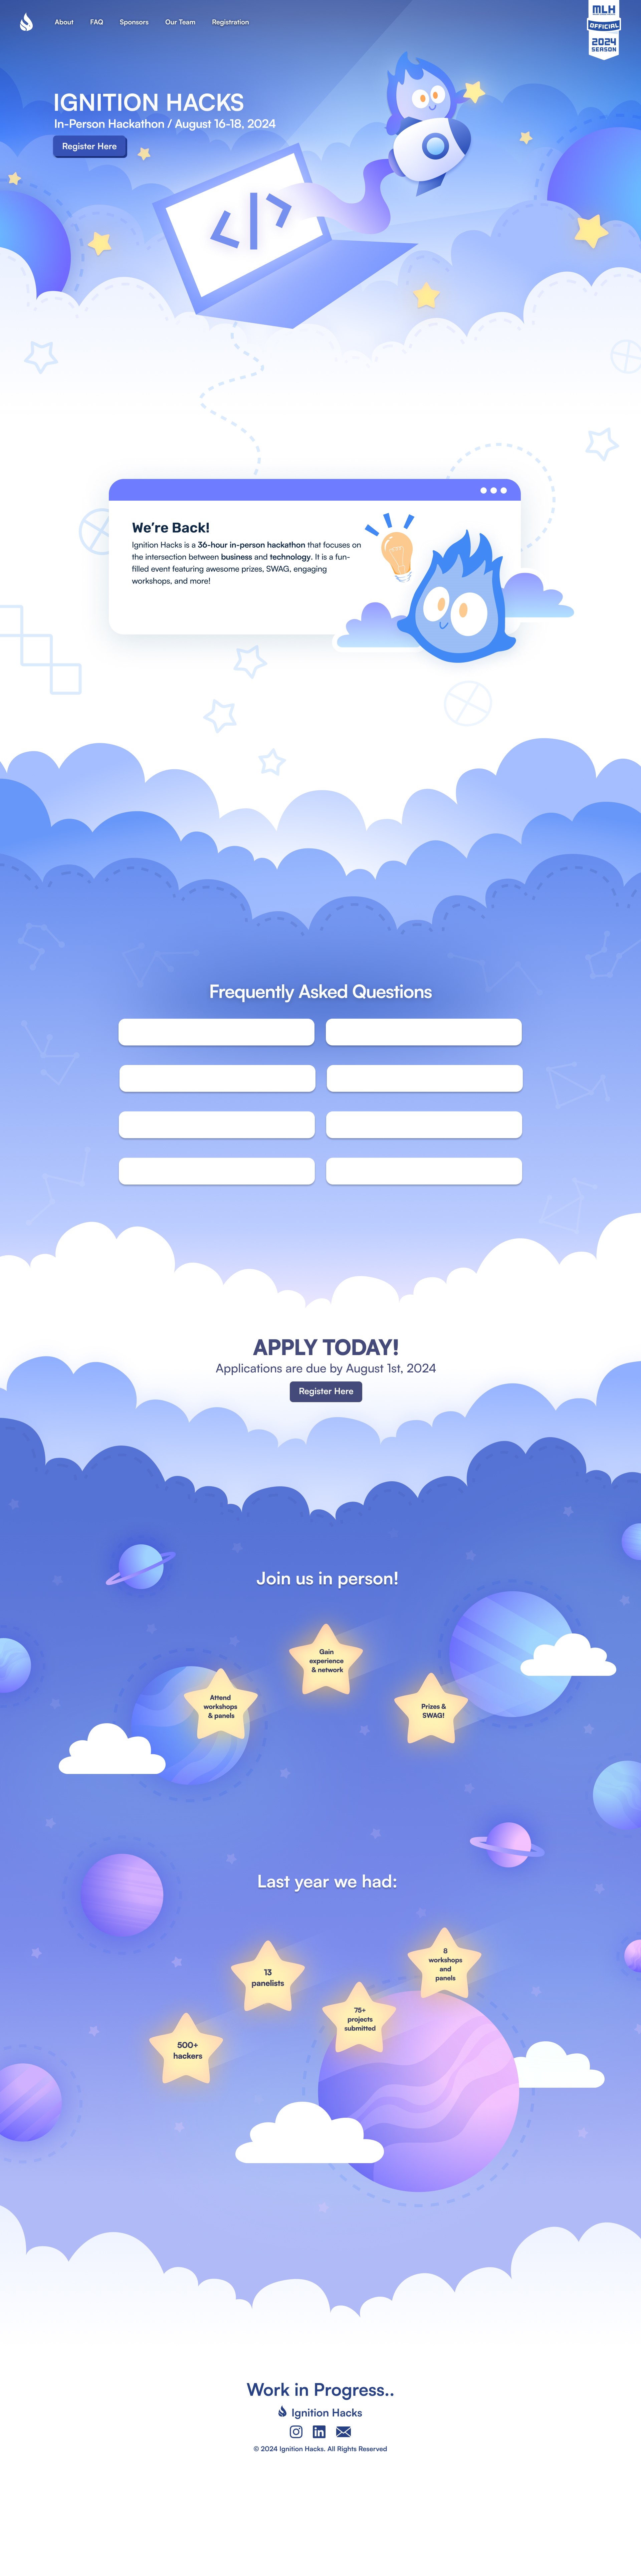 About FAQ Sponsors Our Team Registration
MLH
OFFICIAL
2024
SEASON
IGNITION HACKS
In-Person Hackathon / August 16-18, 2024
Register Here
</>
We're Back!
Ignition Hacks is a 36-hour in-person hackathon that focuses on
the intersection between business and technology. It is a fun-
filled event featuring awesome prizes, SWAG, engaging
workshops, and more!
Frequently Asked Questions
APPLY TODAY!
Applications are due by August 1st, 2024
Register Here
Join us in person!
Gain
experience
& network
Attend
workshops
& panels
Prizes &
SWAG!
Last year we had:
8
workshops
and
panels
13
panelists
75+
projects
submitted
500+
hackers
Work in Progress..
Ignition Hacks
© 2024 Ignition Hacks. All Rights Reserved